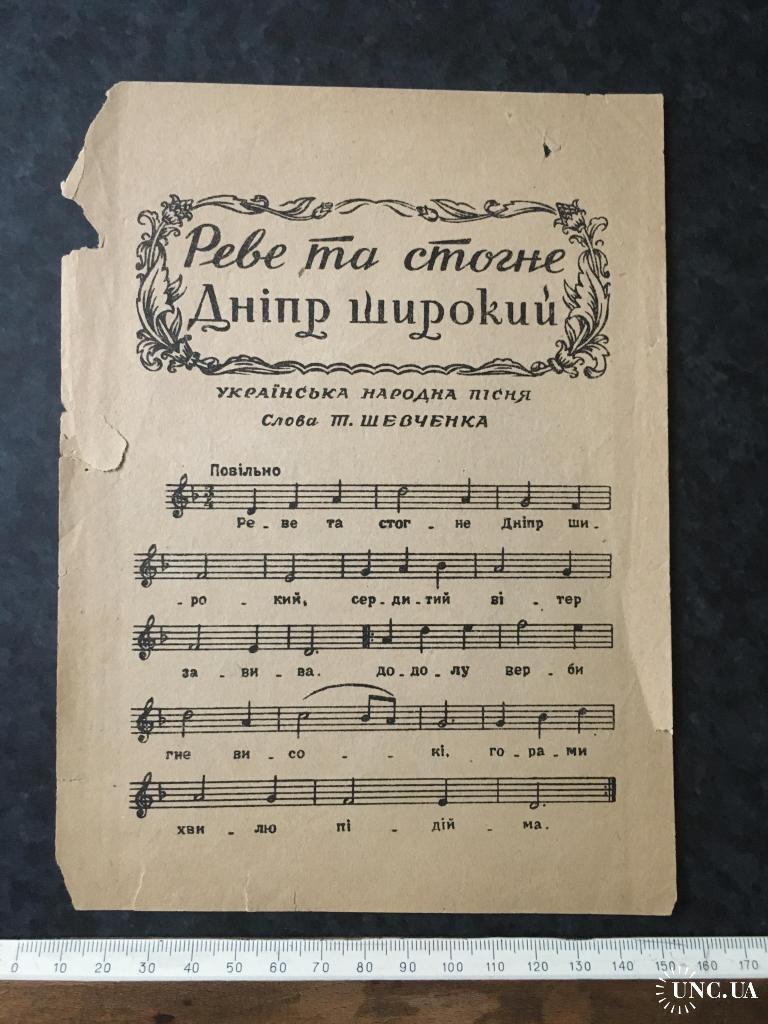 Реве та стогне
Дніпр широкий
УКРАЇНСЬКА НАРОДНА ПІСНЯ
Слова Т. ШЕВЧЕНКА
Повільно
3
4
Ре - ве та стог - не Дніпр ши -
- ро - кий, сер - ди - тий ві - тер
за - ви - ва. до - до - лу вер - би
гне ви - со - - кі, го - ра - ми
хви - лю пі - дій - ма.
0 10 20 30 40 50 60 70 80 90 100 110 120 130 140 150 160 170
UNC.UA